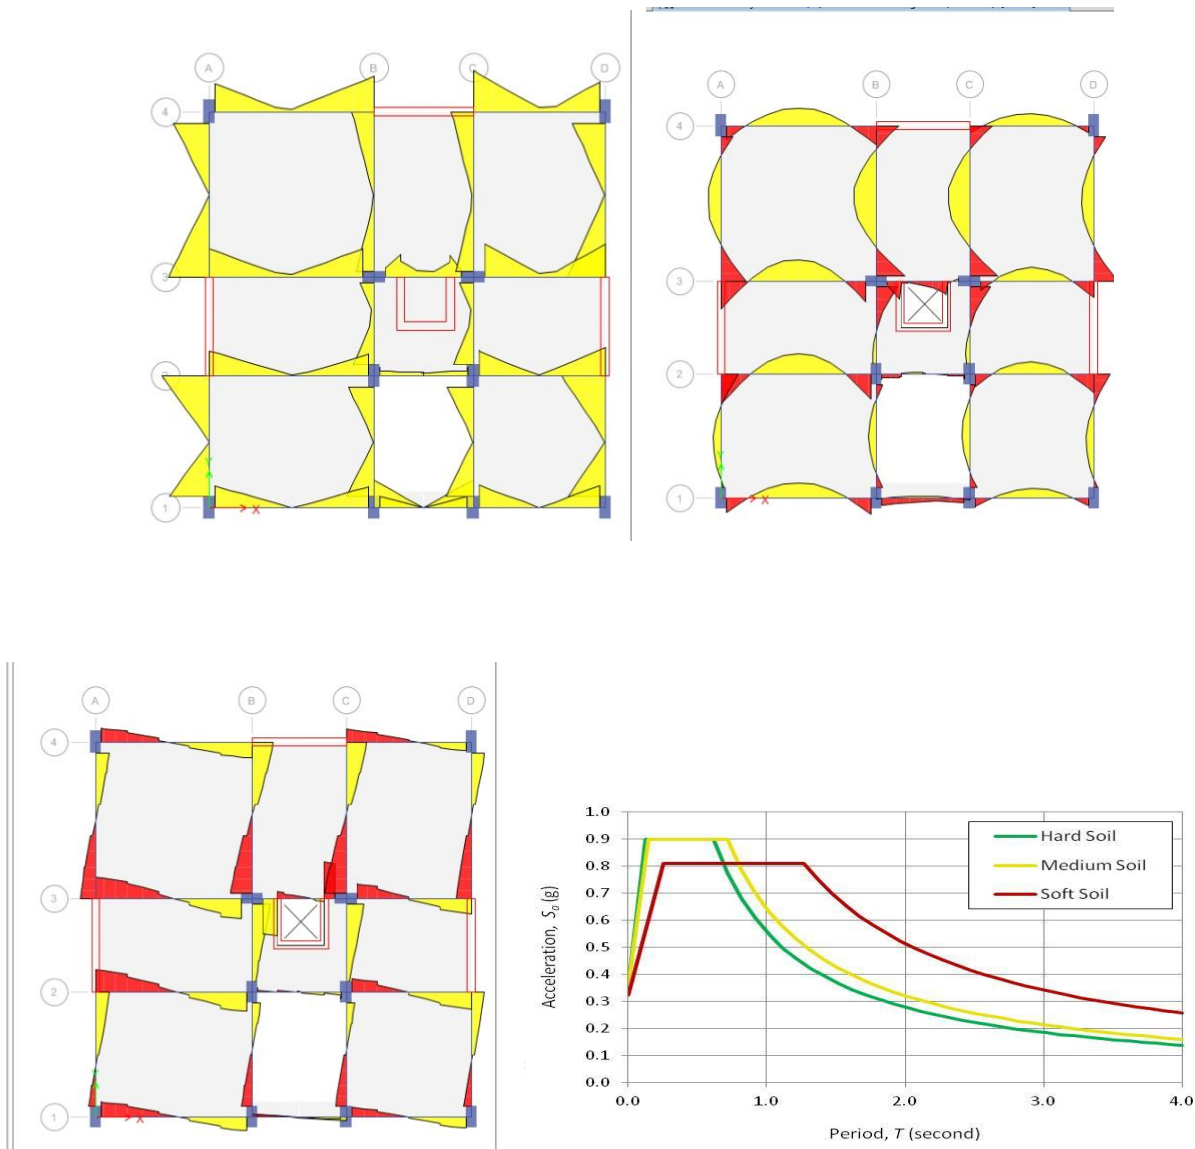 A B C D
4
3
1
Y
X
A B C D
4
3
2
1
Y
X
A B C D
4
3
2
1
X
1.0
0.9
0.8
0.7
0.6
0.5
0.4
0.3
0.2
0.1
0.0
Acceleration, Sₐ (g)
Hard Soil
Medium Soil
Soft Soil
0.0 1.0 2.0 3.0 4.0
Period, T (second)